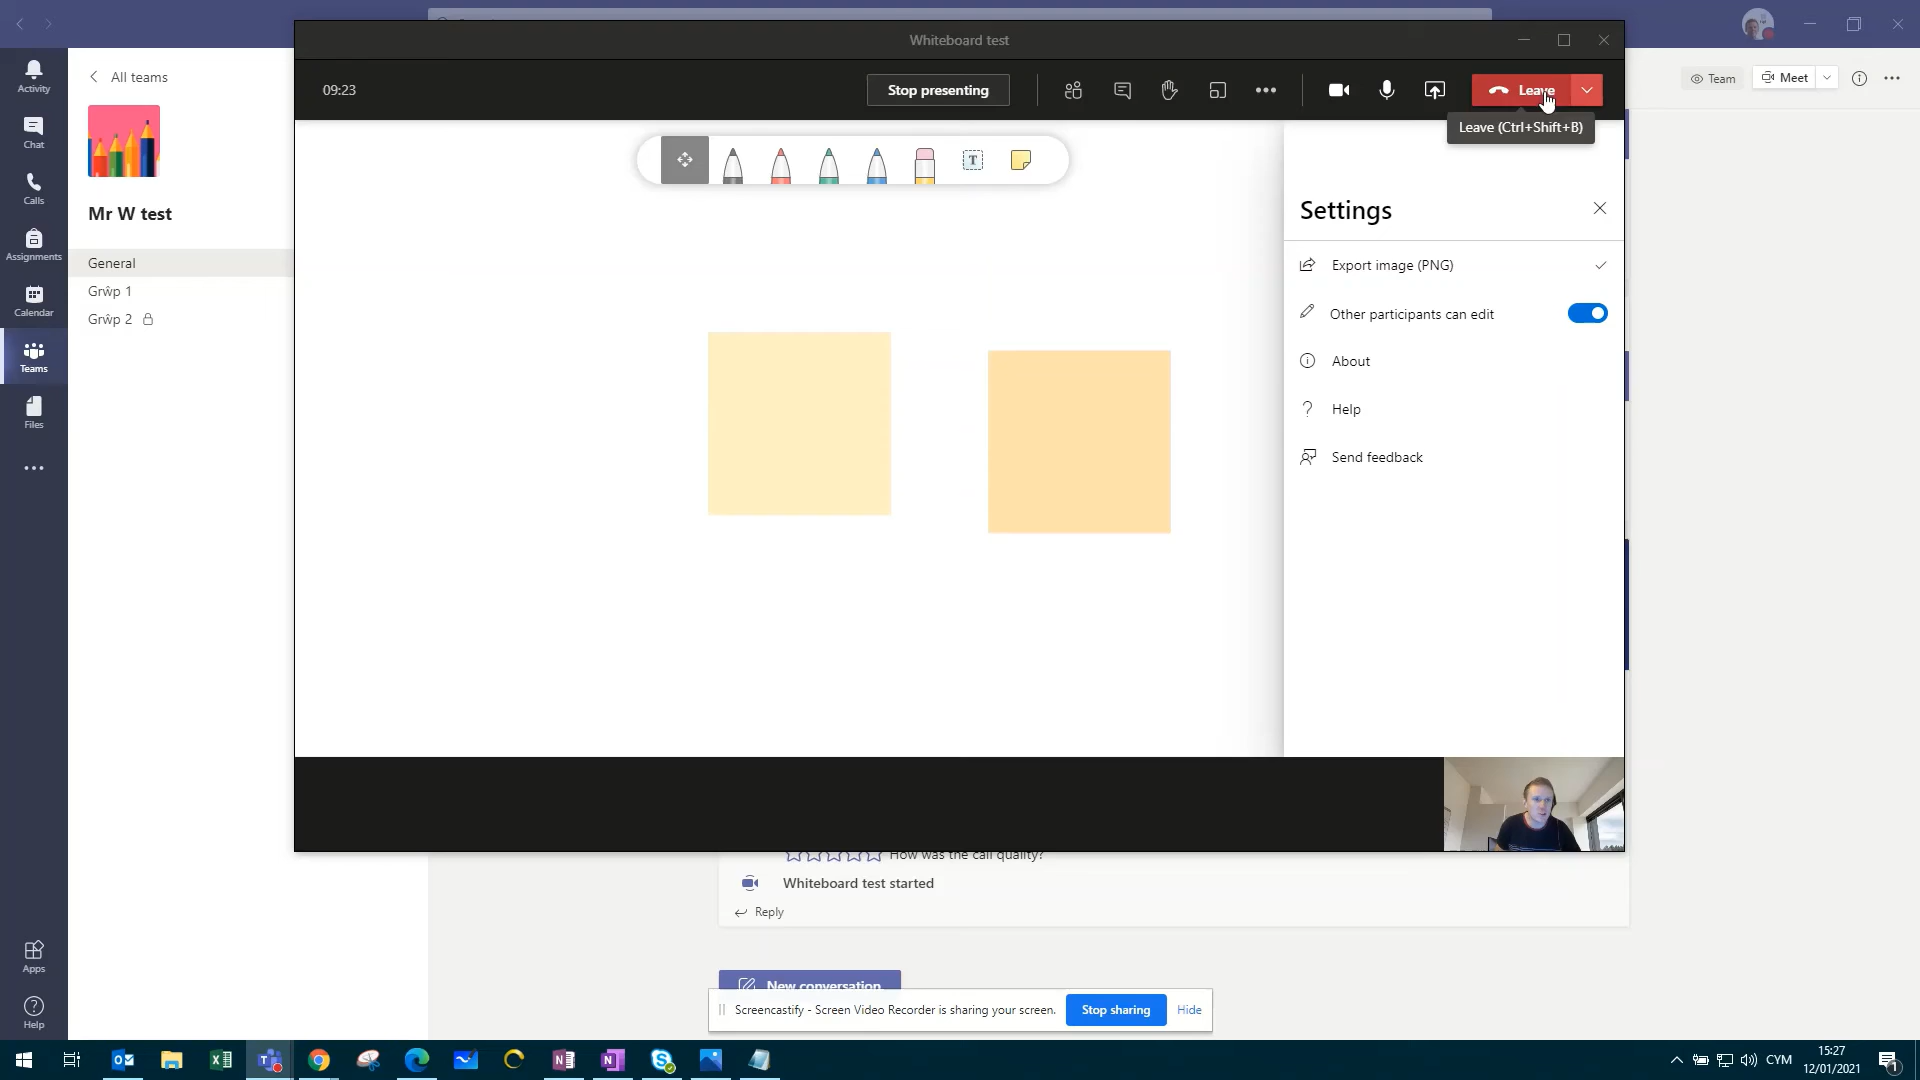 Whiteboard test
09:23
Stop presenting
Leave
Leave (Ctrl+Shift+B)
Team
Meet
Activity
Chat
Calls
Assignments
Calendar
Teams
Files
Apps
Help
All teams
Mr W test
General
Grŵp 1
Grŵp 2
T
Settings
Export image (PNG)
Other participants can edit
About
Help
Send feedback
How was the call quality?
Whiteboard test started
Reply
New conversation
Screencastify - Screen Video Recorder is sharing your screen.
Stop sharing
Hide
CYM
15:27
12/01/2021
1